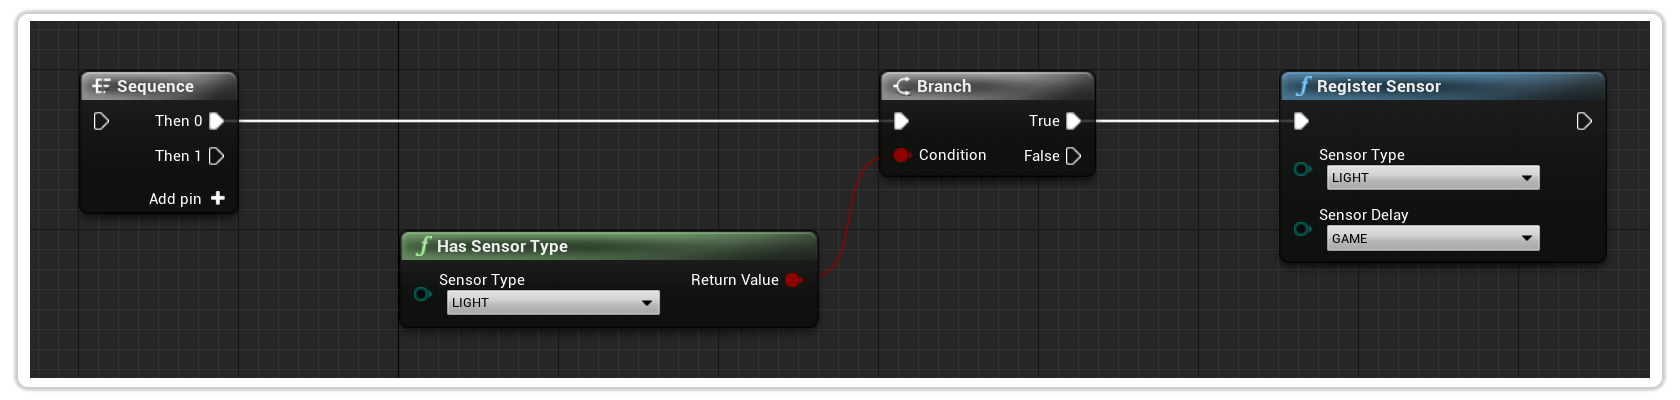 Sequence
Then 0
Then 1
Add pin
Has Sensor Type
Sensor Type
LIGHT
Return Value
Branch
True
Condition
False
Register Sensor
Sensor Type
LIGHT
Sensor Delay
GAME